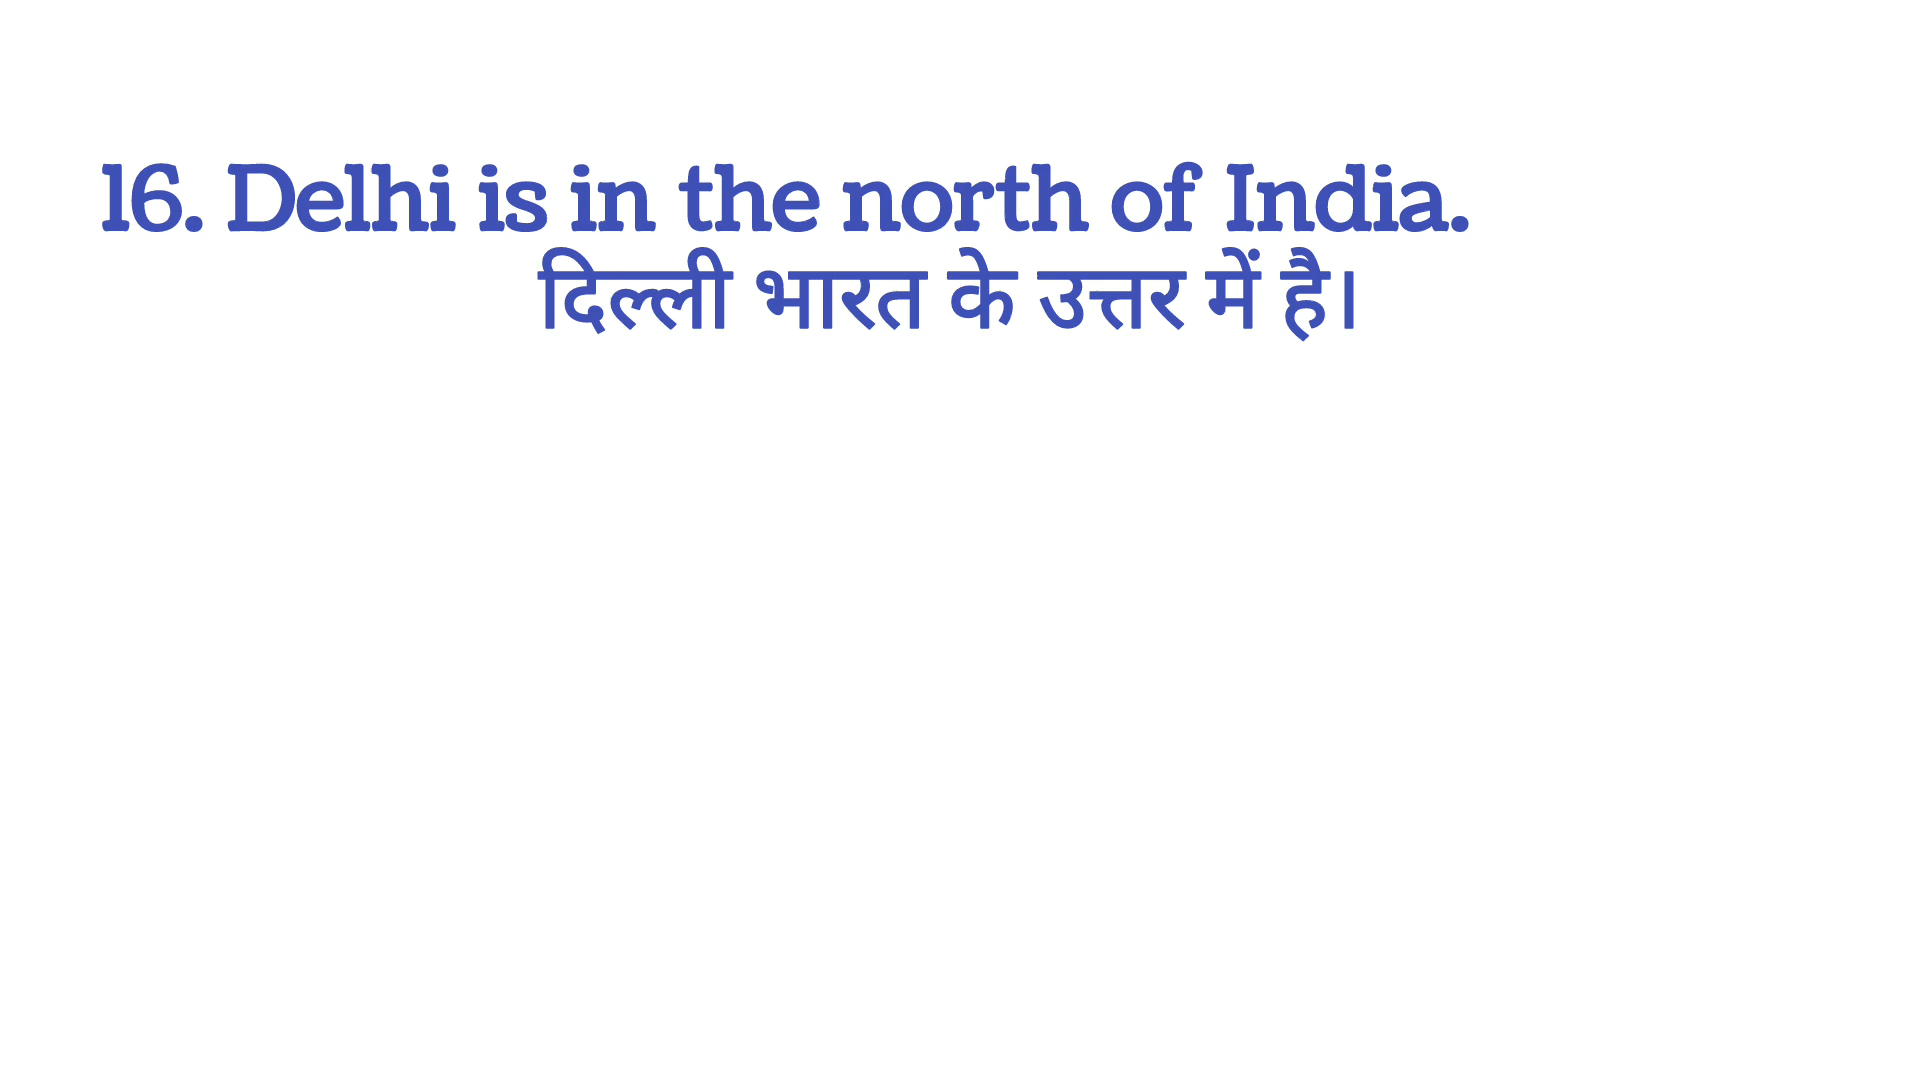 16. Delhi is in the north of India.
दिल्ली भारत के उत्तर में है।